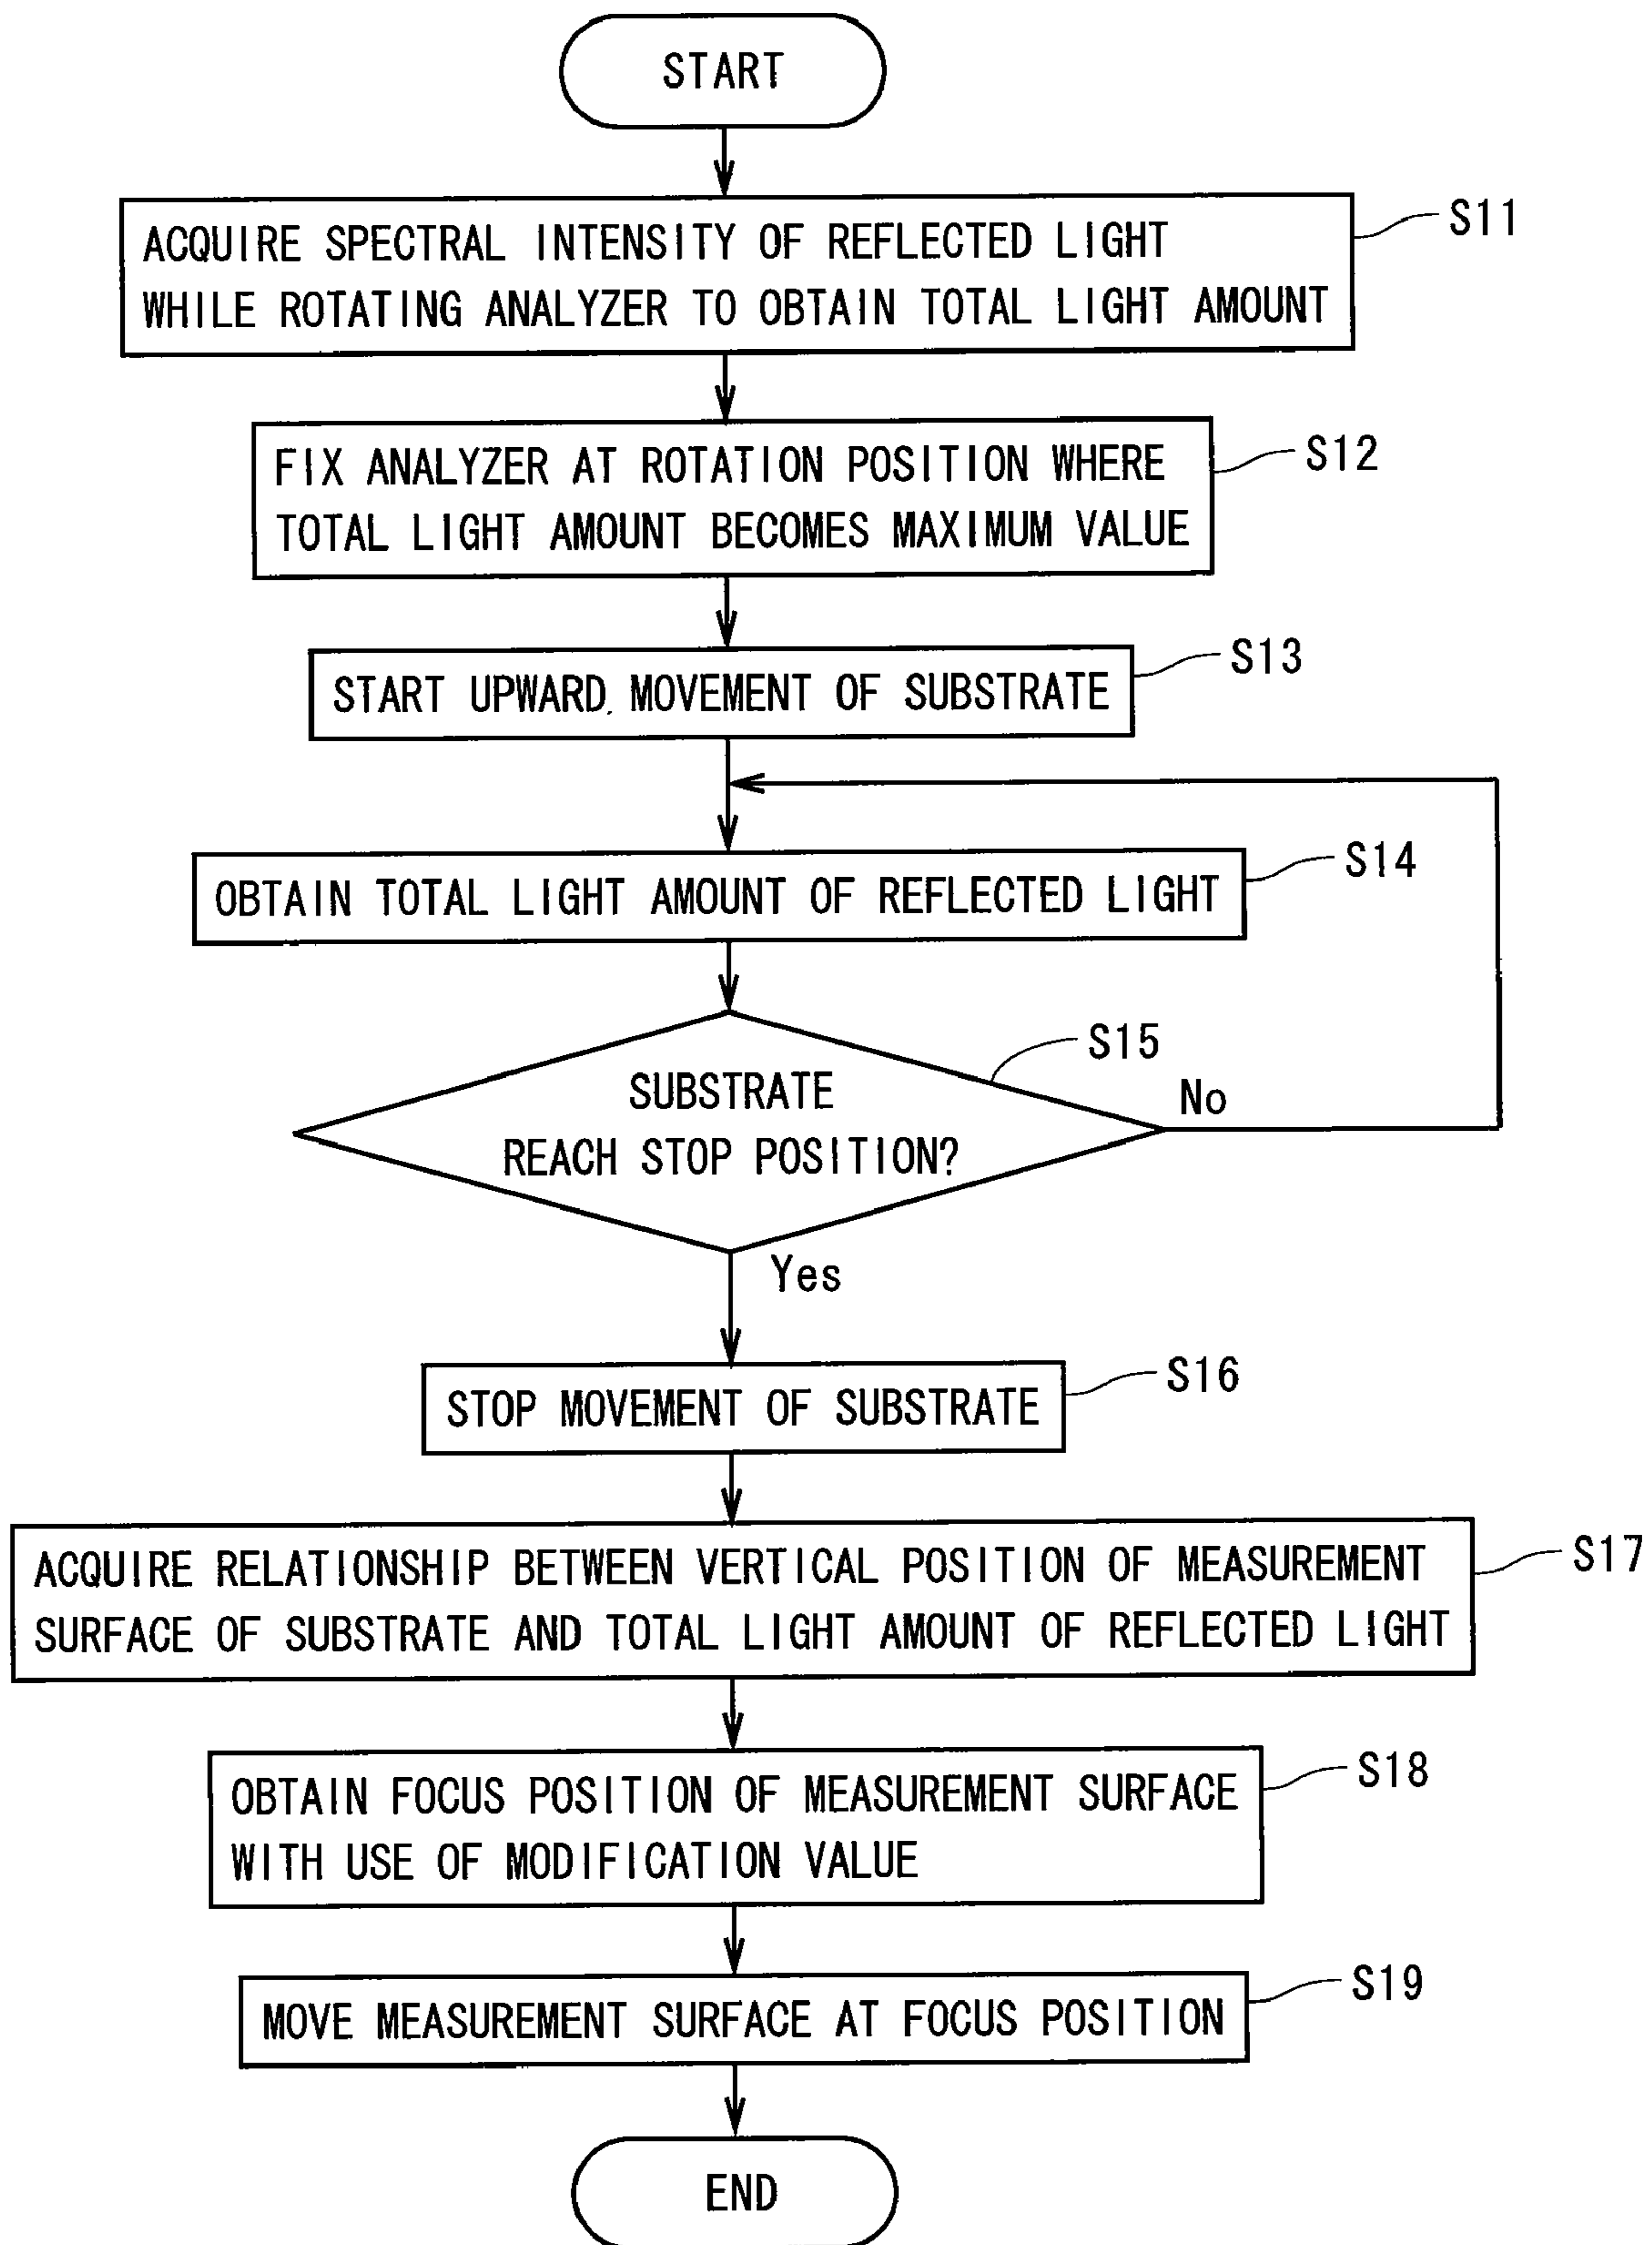 START
S11
ACQUIRE SPECTRAL INTENSITY OF REFLECTED LIGHT
WHILE ROTATING ANALYZER TO OBTAIN TOTAL LIGHT AMOUNT
S12
FIX ANALYZER AT ROTATION POSITION WHERE
TOTAL LIGHT AMOUNT BECOMES MAXIMUM VALUE
S13
START UPWARD MOVEMENT OF SUBSTRATE
S14
OBTAIN TOTAL LIGHT AMOUNT OF REFLECTED LIGHT
S15
SUBSTRATE
REACH STOP POSITION?
No
Yes
S16
STOP MOVEMENT OF SUBSTRATE
S17
ACQUIRE RELATIONSHIP BETWEEN VERTICAL POSITION OF MEASUREMENT
SURFACE OF SUBSTRATE AND TOTAL LIGHT AMOUNT OF REFLECTED LIGHT
S18
OBTAIN FOCUS POSITION OF MEASUREMENT SURFACE
WITH USE OF MODIFICATION VALUE
S19
MOVE MEASUREMENT SURFACE AT FOCUS POSITION
END